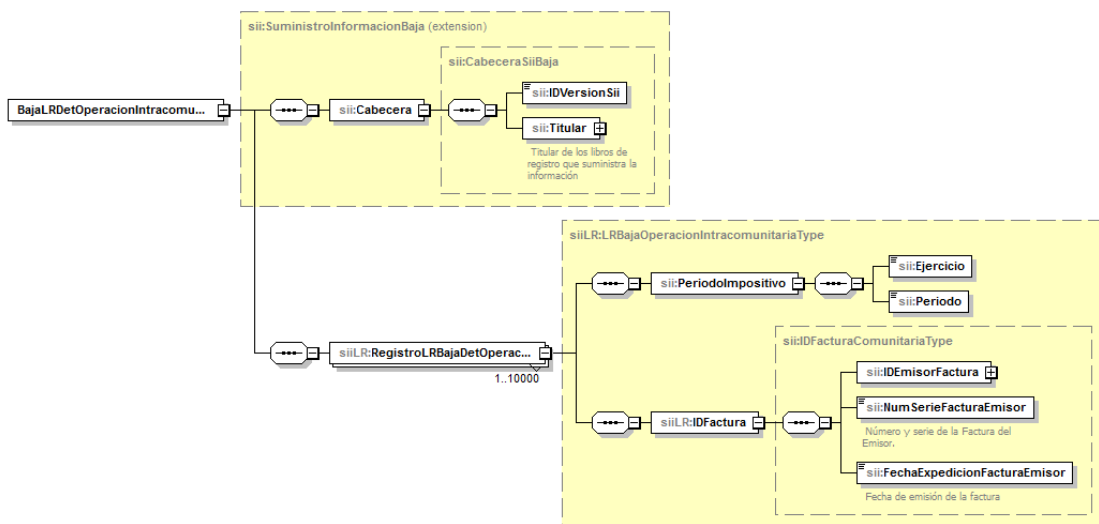 sii:SuministroInformacionBaja (extension)
sii:CabeceraSiiBaja
sii:IDVersionSii
BajaLRDetOperacionIntracomu...
sii:Cabecera
sii:Titular
Titular de los libros de
registro que suministra la
información
siiLR:LRBajaOperacionIntracomunitariaType
sii:PeriodoImpositivo
sii:Ejercicio
sii:Periodo
siiLR:RegistroLRBajaDetOperac...
1..10000
sii:IDFacturaComunitariaType
sii:IDEmisorFactura
siiLR:IDFactura
sii:NumSerieFacturaEmisor
Número y serie de la Factura del
Emisor.
sii:FechaExpedicionFacturaEmisor
Fecha de emisión de la factura